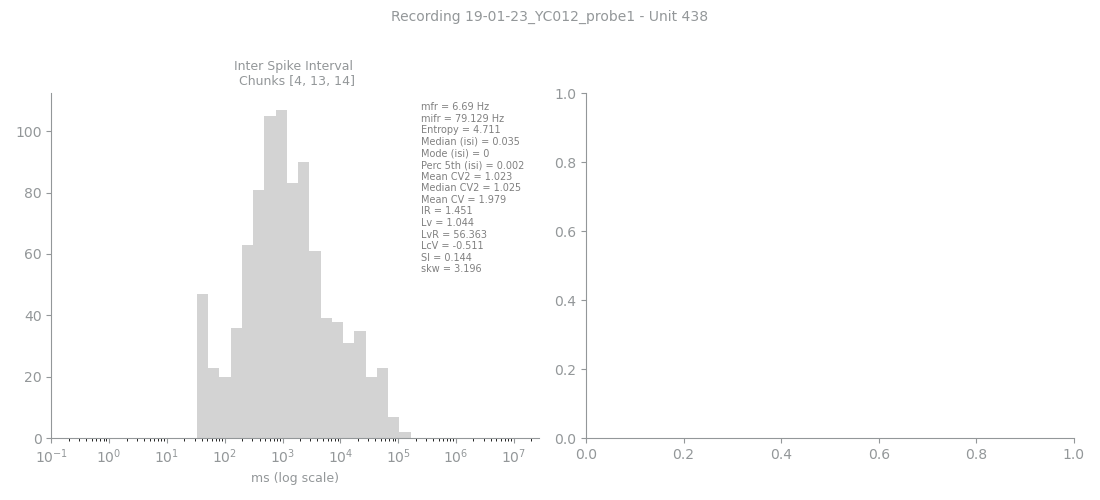 Recording 19-01-23_YC012_probe1 - Unit 438
Inter Spike Interval
Chunks [4, 13, 14]
mfr = 6.69 Hz
mifr = 79.129 Hz
Entropy = 4.711
Median (isi) = 0.035
Mode (isi) = 0
Perc 5th (isi) = 0.002
Mean CV2 = 1.023
Median CV2 = 1.025
Mean CV = 1.979
IR = 1.451
Lv = 1.044
LvR = 56.363
LcV = -0.511
SI = 0.144
skw = 3.196
100
80
60
40
20
0
10⁻¹ 10⁰ 10¹ 10² 10³ 10⁴ 10⁵ 10⁶ 10⁷
ms (log scale)
1.0
0.8
0.6
0.4
0.2
0.0
0.0 0.2 0.4 0.6 0.8 1.0